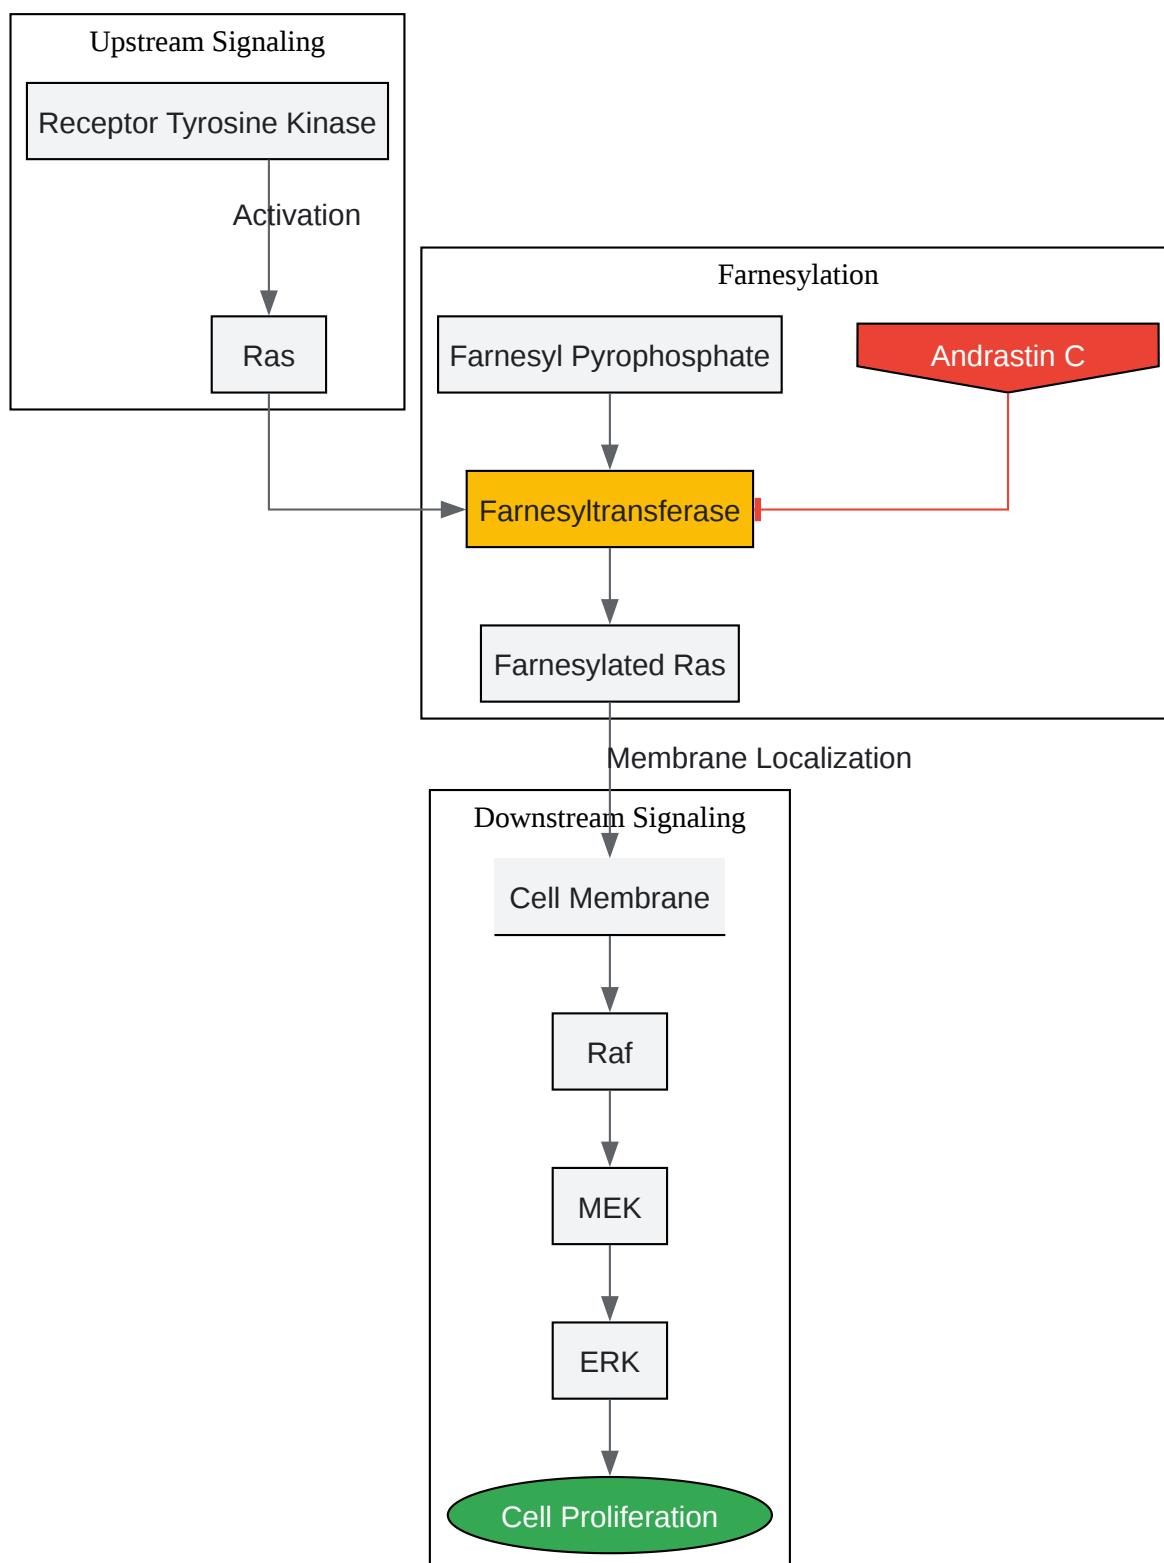 Upstream Signaling
Receptor Tyrosine Kinase
Activation
Ras
Farnesylation
Farnesyl Pyrophosphate
Andrastin C
Farnesyltransferase
Farnesylated Ras
Membrane Localization
Downstream Signaling
Cell Membrane
Raf
MEK
ERK
Cell Proliferation